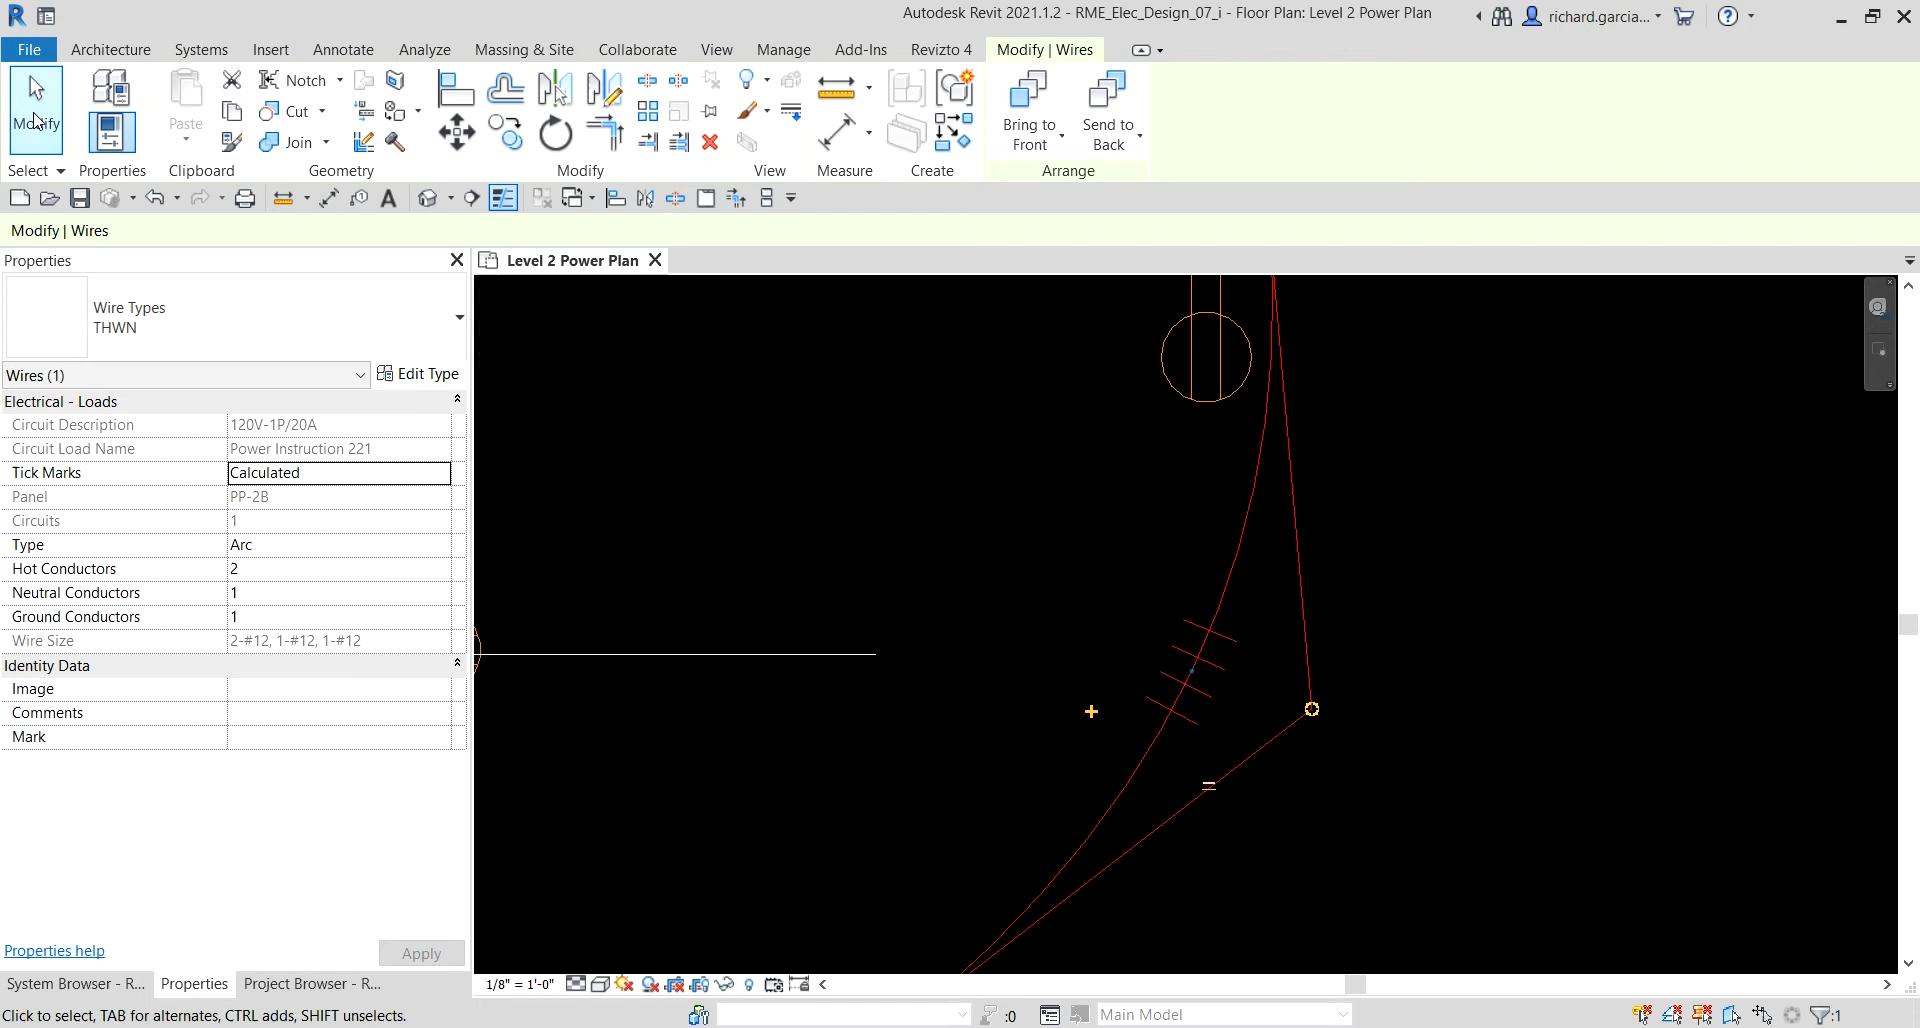 Autodesk Revit 2021.1.2 - RME_Elec_Design_07_i - Floor Plan: Level 2 Power Plan
richard.garcia...
File Architecture Systems Insert Annotate Analyze Massing & Site Collaborate View Manage Add-Ins Revizto 4 Modify | Wires
Modify
Paste
Notch
Cut
Join
Bring to Front
Send to Back
Select Properties Clipboard Geometry Modify View Measure Create Arrange
Modify | Wires
Properties
Level 2 Power Plan
Wire Types
THWN
Wires (1) Edit Type
Electrical - Loads
Circuit Description 120V-1P/20A
Circuit Load Name Power Instruction 221
Tick Marks Calculated
Panel PP-2B
Circuits 1
Type Arc
Hot Conductors 2
Neutral Conductors 1
Ground Conductors 1
Wire Size 2-#12, 1-#12, 1-#12
Identity Data
Image
Comments
Mark
Properties help Apply
System Browser - R... Properties Project Browser - R...
1/8" = 1'-0"
Click to select, TAB for alternates, CTRL adds, SHIFT unselects.
:0 Main Model :1